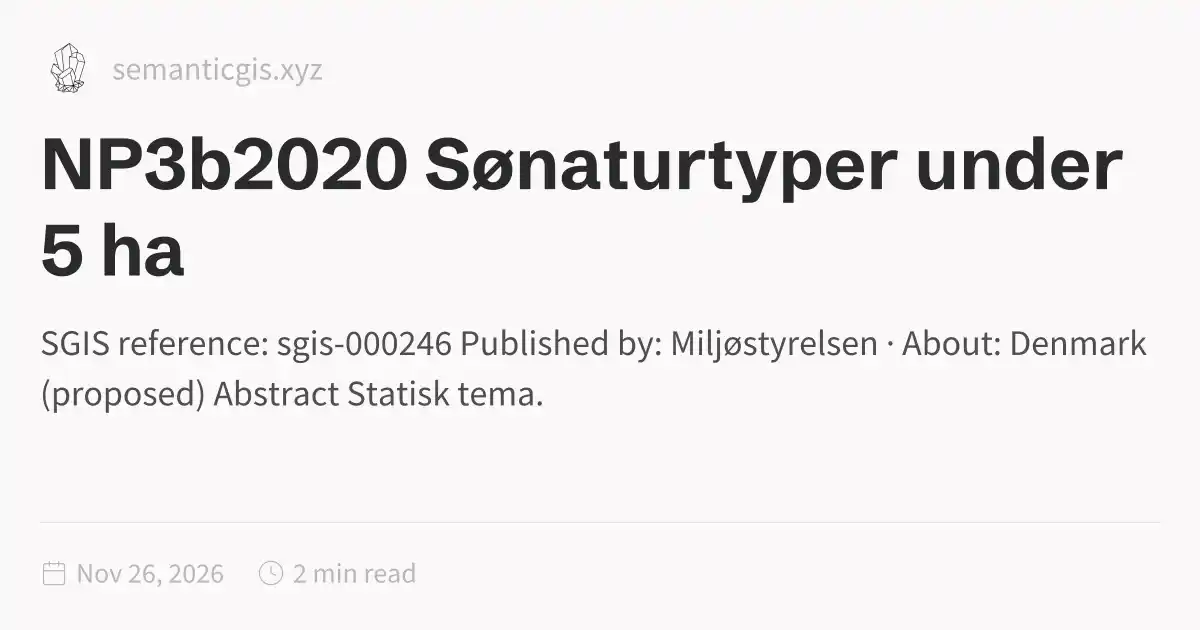 semanticgis.xyz
NP3b2020 Sønaturtyper under
5 ha
SGIS reference: sgis-000246 Published by: Miljøstyrelsen · About: Denmark
(proposed) Abstract Statisk tema.
Nov 26, 2026 2 min read